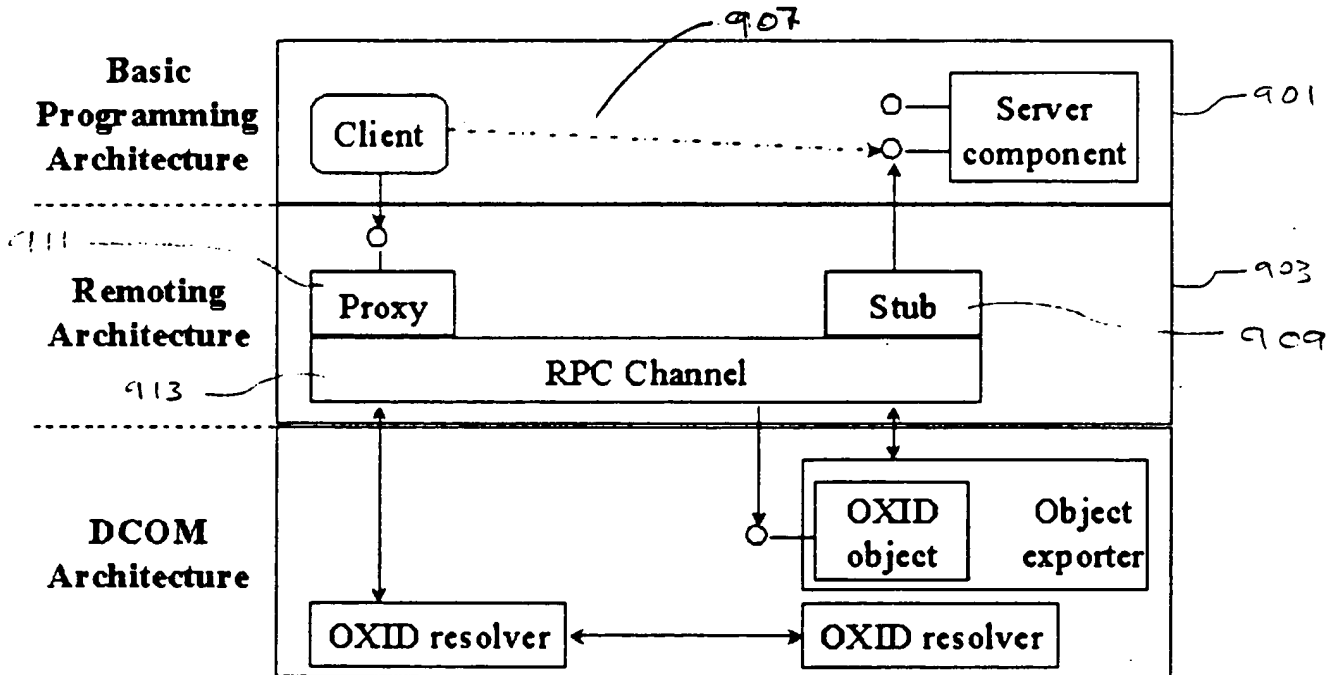 907
Basic
Programming
Architecture
Client
Server
component
901
911
Remoting
Architecture
Proxy
Stub
903
909
RPC Channel
913
DCOM
Architecture
OXID
object
Object
exporter
OXID resolver
OXID resolver